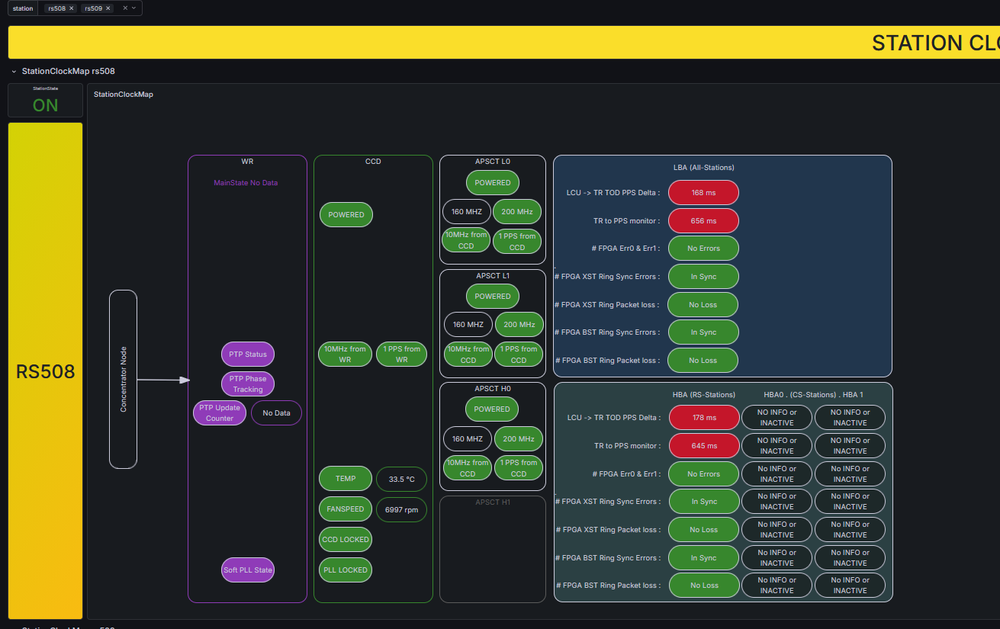 station
rs508 ×
rs509 ×
×
STATION CLO
StationClockMap rs508
StationState
ON
RS508
StationClockMap
Concentrator Node
WR
MainState No Data
PTP Status
PTP Phase
Tracking
PTP Update
Counter
No Data
Soft PLL State
CCD
POWERED
10MHz from
WR
1 PPS from
WR
TEMP
33.5 °C
FANSPEED
6997 rpm
CCD LOCKED
PLL LOCKED
APSCT L0
POWERED
160 MHZ
200 MHz
10MHz from
CCD
1 PPS from
CCD
APSCT L1
POWERED
160 MHZ
200 MHz
10MHz from
CCD
1 PPS from
CCD
APSCT H0
POWERED
160 MHZ
200 MHz
10MHz from
CCD
1 PPS from
CCD
APSCT H1
LBA (All-Stations)
LCU -> TR TOD PPS Delta : 168 ms
TR to PPS monitor : 656 ms
# FPGA Err0 & Err1 : No Errors
# FPGA XST Ring Sync Errors : In Sync
# FPGA XST Ring Packet loss : No Loss
# FPGA BST Ring Sync Errors : In Sync
# FPGA BST Ring Packet loss : No Loss
HBA (RS-Stations) HBA0 . (CS-Stations) . HBA 1
LCU -> TR TOD PPS Delta : 178 ms
NO INFO or
INACTIVE
NO INFO or
INACTIVE
TR to PPS monitor : 645 ms
NO INFO or
INACTIVE
NO INFO or
INACTIVE
# FPGA Err0 & Err1 : No Errors
NO INFO or
INACTIVE
NO INFO or
INACTIVE
# FPGA XST Ring Sync Errors : In Sync
NO INFO or
INACTIVE
NO INFO or
INACTIVE
# FPGA XST Ring Packet loss : No Loss
NO INFO or
INACTIVE
NO INFO or
INACTIVE
# FPGA BST Ring Sync Errors : In Sync
NO INFO or
INACTIVE
NO INFO or
INACTIVE
# FPGA BST Ring Packet loss : No Loss
NO INFO or
INACTIVE
NO INFO or
INACTIVE